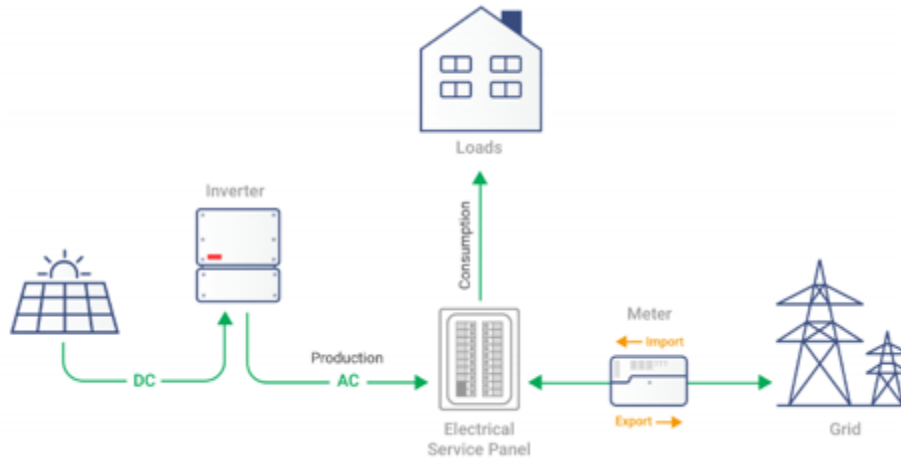 Loads
Inverter
Consumption
Meter
Import
Production
DC
AC
Export
Electrical
Service Panel
Grid